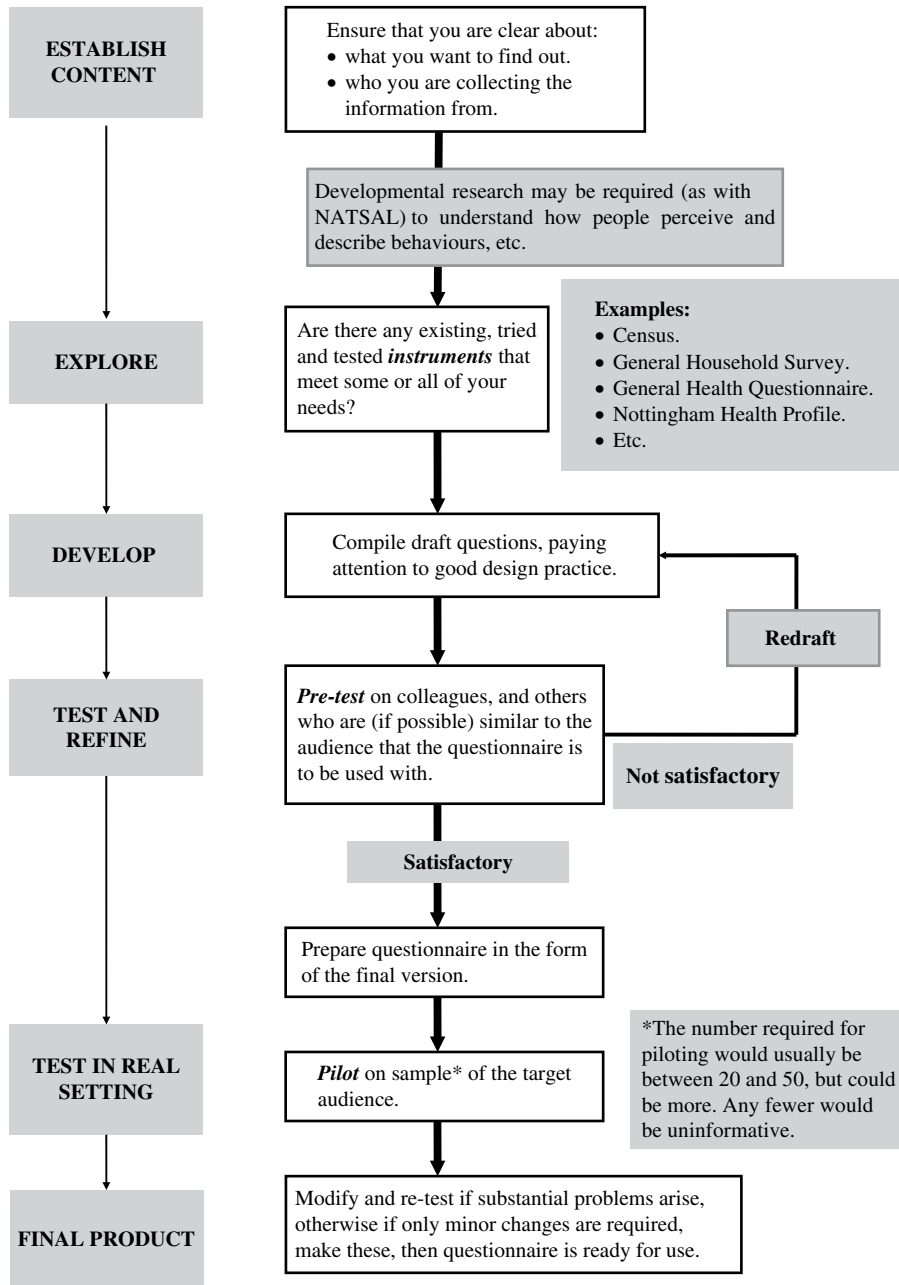 ESTABLISH
CONTENT
Ensure that you are clear about:
• what you want to find out.
• who you are collecting the
information from.
Developmental research may be required (as with
NATSAL) to understand how people perceive and
describe behaviours, etc.
EXPLORE
Are there any existing, tried
and tested instruments that
meet some or all of your
needs?
Examples:
• Census.
• General Household Survey.
• General Health Questionnaire.
• Nottingham Health Profile.
• Etc.
DEVELOP
Compile draft questions, paying
attention to good design practice.
Redraft
TEST AND
REFINE
Pre-test on colleagues, and others
who are (if possible) similar to the
audience that the questionnaire is
to be used with.
Not satisfactory
Satisfactory
Prepare questionnaire in the form
of the final version.
TEST IN REAL
SETTING
Pilot on sample* of the target
audience.
*The number required for
piloting would usually be
between 20 and 50, but could
be more. Any fewer would
be uninformative.
FINAL PRODUCT
Modify and re-test if substantial problems arise,
otherwise if only minor changes are required,
make these, then questionnaire is ready for use.